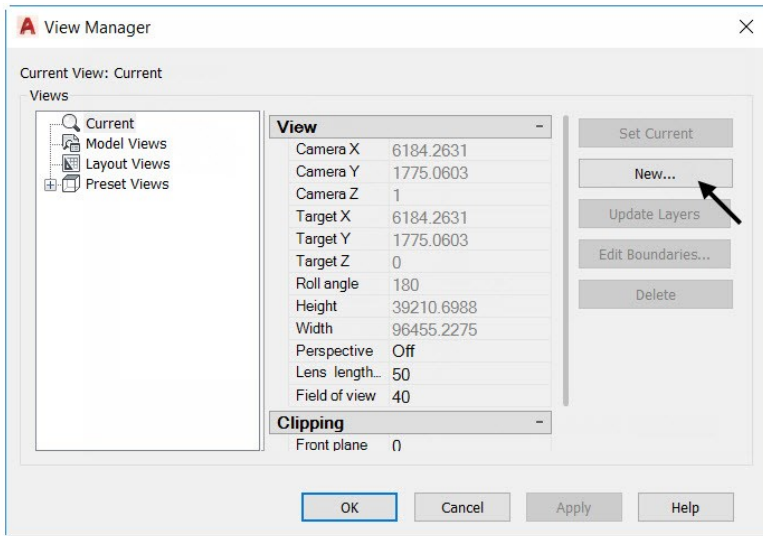 A View Manager
Current View: Current
Views
Current
Model Views
Layout Views
Preset Views
View
Camera X 6184.2631
Camera Y 1775.0603
Camera Z 1
Target X 6184.2631
Target Y 1775.0603
Target Z 0
Roll angle 180
Height 39210.6988
Width 96455.2275
Perspective Off
Lens length... 50
Field of view 40
Clipping
Front plane 0
Set Current
New...
Update Layers
Edit Boundaries...
Delete
OK Cancel Apply Help